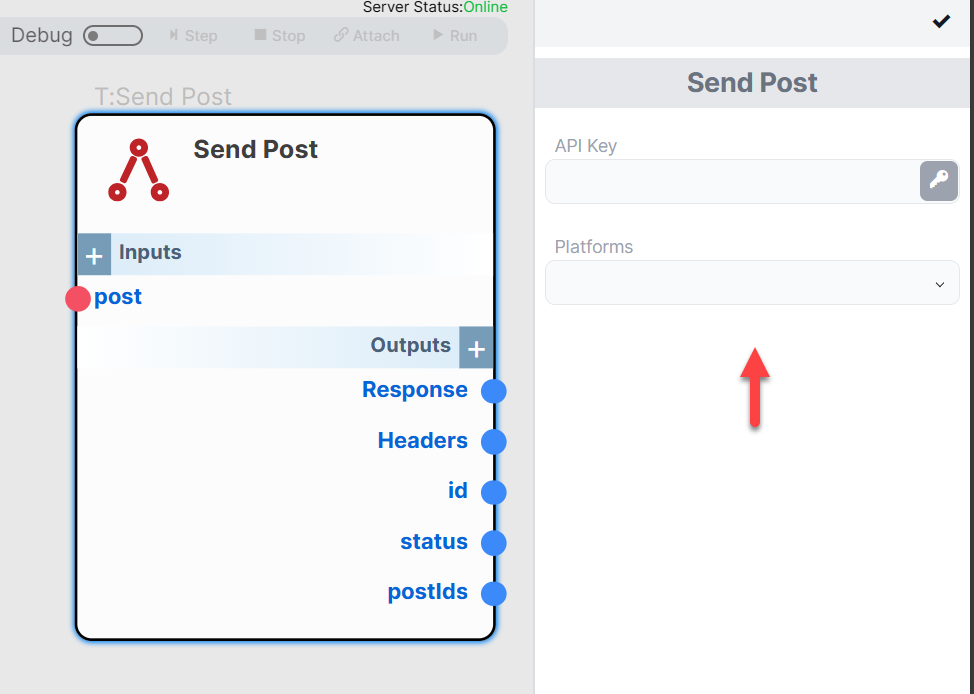 Server Status:Online
Debug
Step
Stop
Attach
Run
T:Send Post
Send Post
Inputs
post
Outputs
Response
Headers
id
status
postIds
Send Post
API Key
Platforms